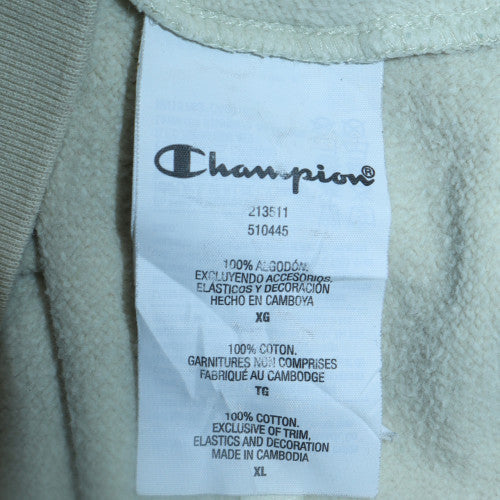 Champion®
213511
510445
100% ALGODÓN.
EXCLUYENDO ACCESORIOS,
ELÁSTICOS Y DECORACIÓN
HECHO EN CAMBOYA
XG
100% COTON.
GARNITURES NON COMPRISES
FABRIQUÉ AU CAMBODGE
TG
100% COTTON.
EXCLUSIVE OF TRIM,
ELASTICS AND DECORATION
MADE IN CAMBODIA
XL